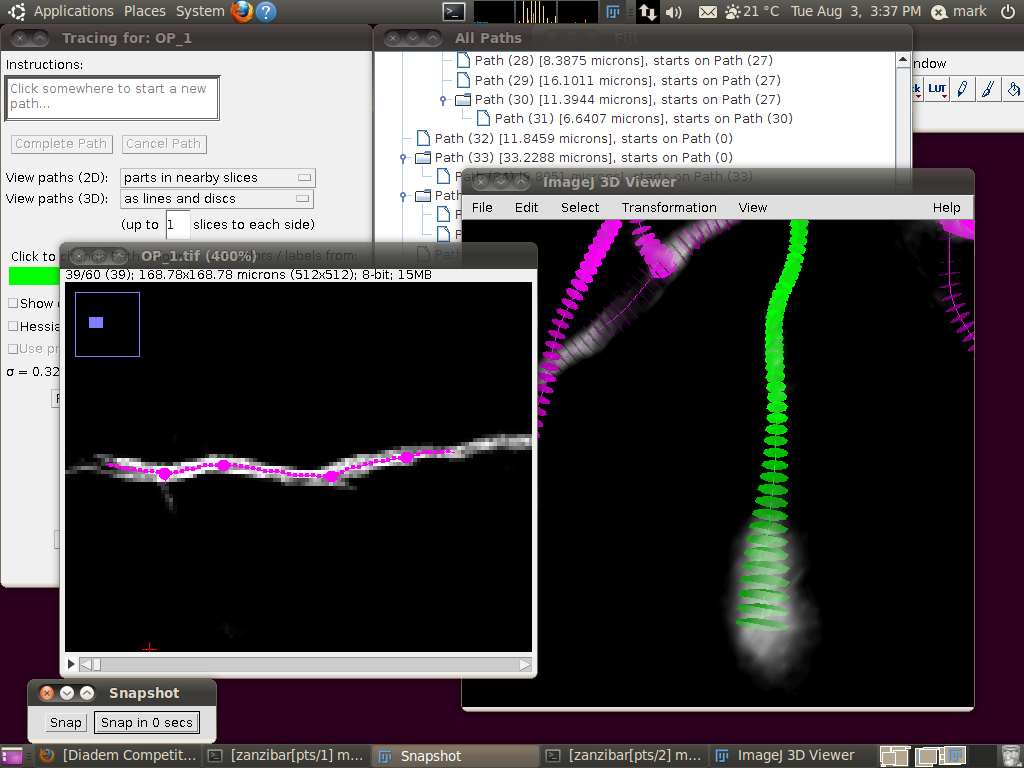 Applications Places System 21 °C Tue Aug 3, 3:37 PM mark
Tracing for: OP_1
Instructions:
Click somewhere to start a new
path...
Complete Path Cancel Path
View paths (2D): parts in nearby slices
View paths (3D): as lines and discs
(up to 1 slices to each side)
Click to
labels from:
Show
Hessia
Use pr
σ = 0.32
All Paths
Fiji
Path (28) [8.3875 microns], starts on Path (27)
Path (29) [16.1011 microns], starts on Path (27)
Path (30) [11.3944 microns], starts on Path (27)
Path (31) [6.6407 microns], starts on Path (30)
Path (32) [11.8459 microns], starts on Path (0)
Path (33) [33.2288 microns], starts on Path (0)
Path
Path
ndow
LUT
ImageJ 3D Viewer
File Edit Select Transformation View Help
OP_1.tif (400%)
39/60 (39); 168.78x168.78 microns (512x512); 8-bit; 15MB
Snapshot
Snap Snap in 0 secs
[Diadem Competit... [zanzibar[pts/1] m... Snapshot [zanzibar[pts/2] m... ImageJ 3D Viewer